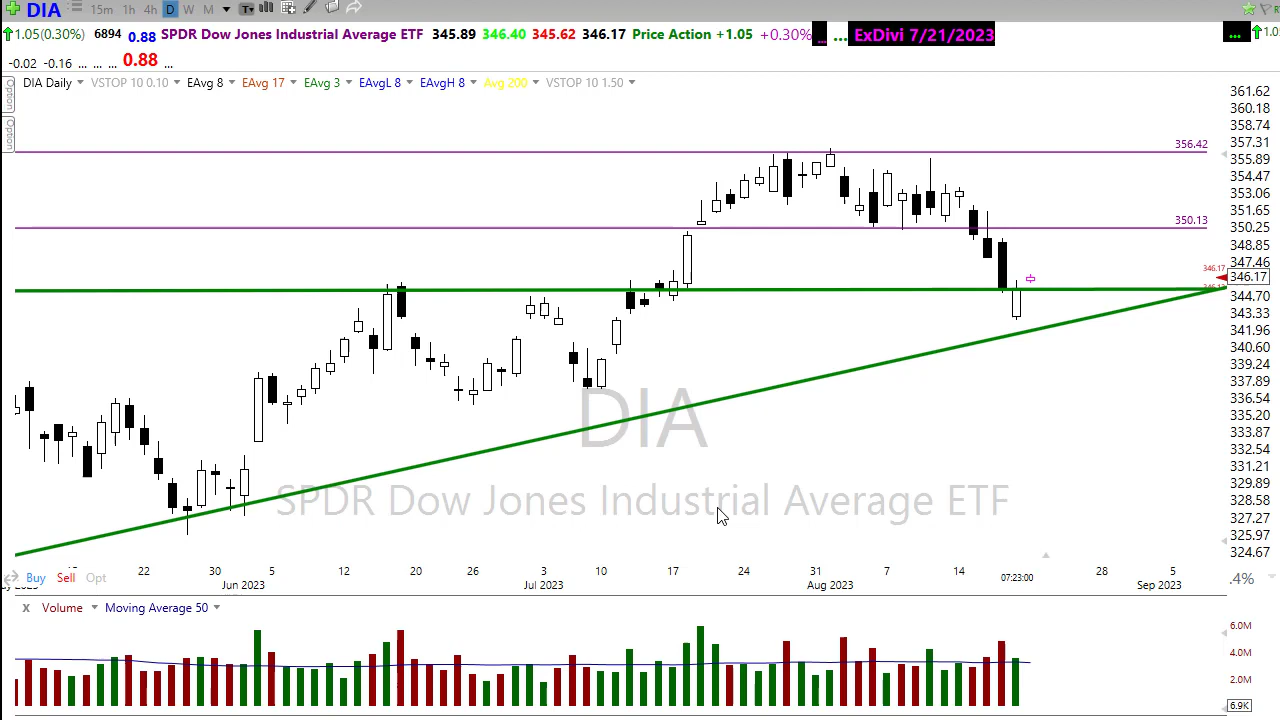 DIA 15m 1h 4h D W M
1.05(0.30%) 6894 0.88 SPDR Dow Jones Industrial Average ETF 345.89 346.40 345.62 346.17 Price Action +1.05 +0.30% ... ... ExDivi 7/21/2023 ... 1.05
-0.02 -0.16 ... ... ... 0.88 ...
DIA Daily VSTOP 10 0.10 EAvg 8 EAvg 17 EAvg 3 EAvgL 8 EAvgH 8 Avg 200 VSTOP 10 1.50
Option
Option
361.62
360.18
358.74
357.31
355.89
354.47
353.06
351.65
350.25
348.85
347.46
346.17
344.70
343.33
341.96
340.60
339.24
337.89
336.54
335.20
333.87
332.54
331.21
329.89
328.58
327.27
325.97
324.67
356.42
350.13
346.17
DIA
SPDR Dow Jones Industrial Average ETF
22 30 5 12 20 26 3 10 17 24 31 7 14 28 5
Jun 2023 Jul 2023 Aug 2023 07:23:00 Sep 2023
Buy Sell Opt .4%
x Volume Moving Average 50
6.0M
4.0M
2.0M
6.9K